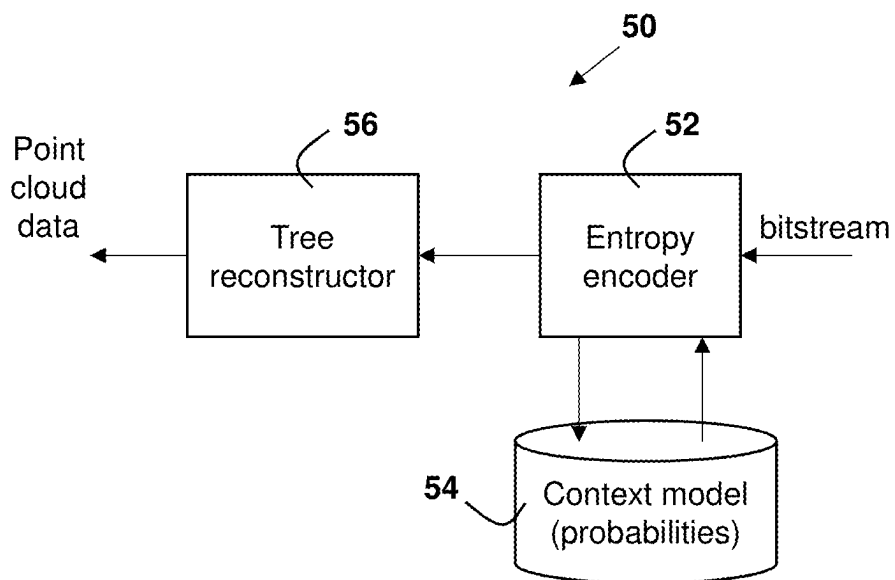 50
56
52
Point
cloud
data
Tree
reconstructor
Entropy
encoder
bitstream
54
Context model
(probabilities)